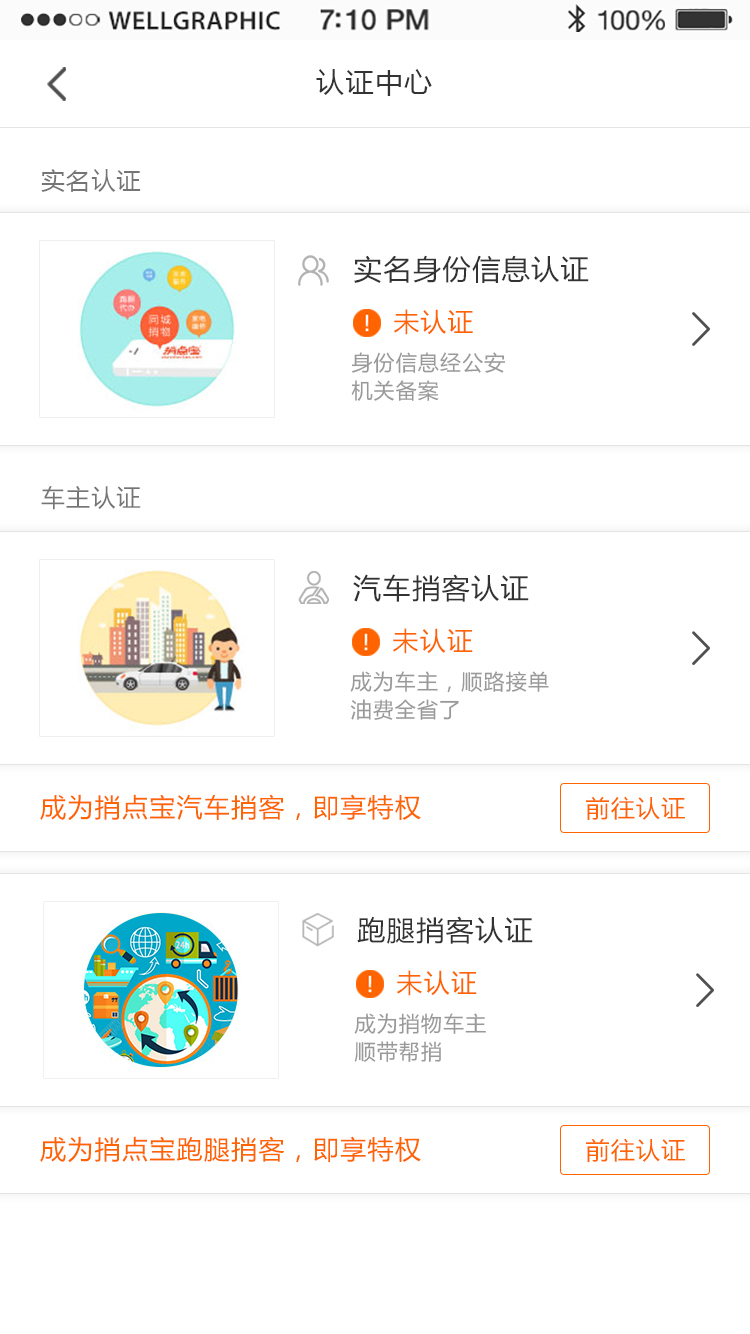 WELLGRAPHIC 7:10 PM 100%
认证中心
实名认证
同城
捎物
代办
捎点宝
实名身份信息认证
! 未认证
身份信息经公安
机关备案
车主认证
汽车捎客认证
! 未认证
成为车主，顺路接单
油费全省了
成为捎点宝汽车捎客，即享特权
前往认证
24h
跑腿捎客认证
! 未认证
成为捎物车主
顺带帮捎
成为捎点宝跑腿捎客，即享特权
前往认证